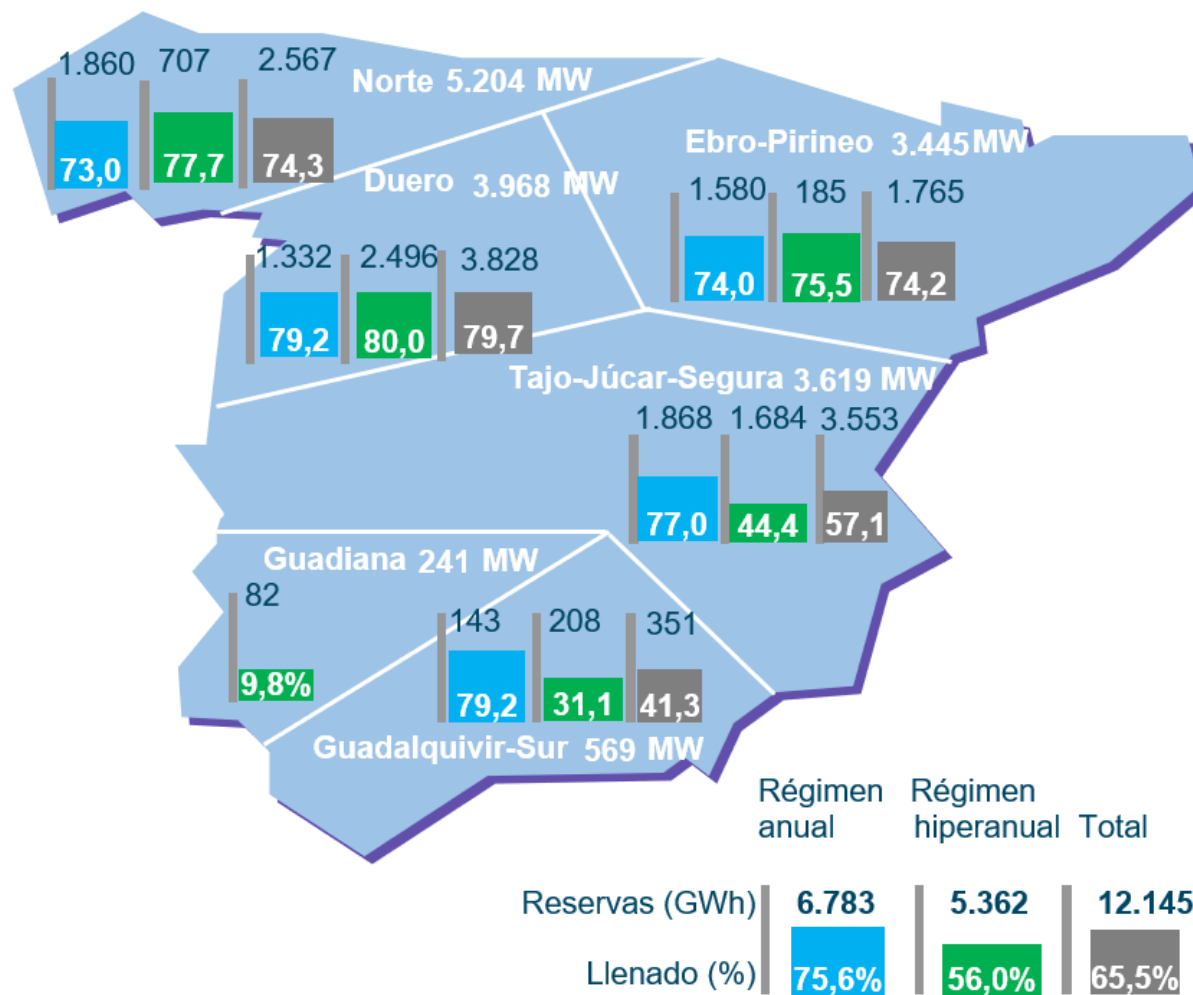 1.860 707 2.567
Norte 5.204 MW
73,0 77,7 74,3
Ebro-Pirineo 3.445 MW
1.580 185 1.765
74,0 75,5 74,2
Duero 3.968 MW
1.332 2.496 3.828
79,2 80,0 79,7
Tajo-Júcar-Segura 3.619 MW
1.868 1.684 3.553
77,0 44,4 57,1
Guadiana 241 MW
82
9,8%
143 208 351
79,2 31,1 41,3
Guadalquivir-Sur 569 MW
Régimen anual
Régimen hiperanual
Total
Reservas (GWh) 6.783 5.362 12.145
Llenado (%) 75,6% 56,0% 65,5%